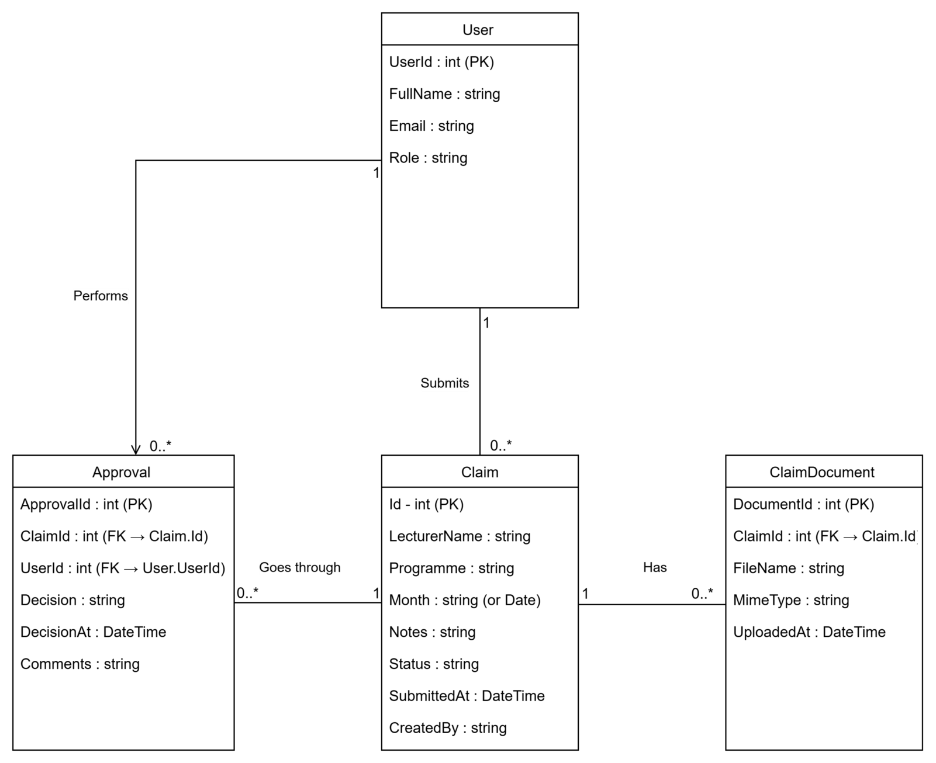 User
UserId : int (PK)
FullName : string
Email : string
Role : string
1
Performs
1
Submits
0..*
0..*
Approval
ApprovalId : int (PK)
ClaimId : int (FK → Claim.Id)
UserId : int (FK → User.UserId)
Decision : string
DecisionAt : DateTime
Comments : string
Goes through
0..*
1
Claim
Id - int (PK)
LecturerName : string
Programme : string
Month : string (or Date)
Notes : string
Status : string
SubmittedAt : DateTime
CreatedBy : string
Has
1
0..*
ClaimDocument
DocumentId : int (PK)
ClaimId : int (FK → Claim.Id
FileName : string
MimeType : string
UploadedAt : DateTime